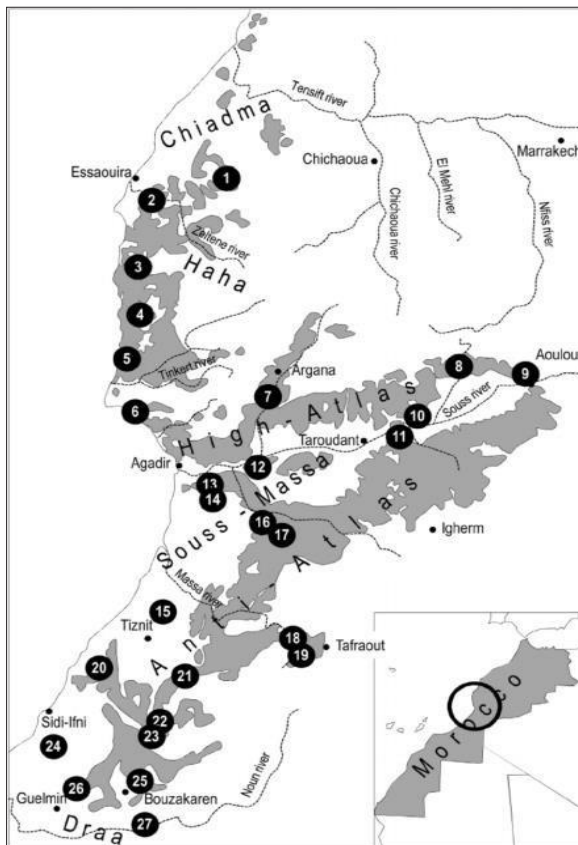 Tensift river
Chiadma
Marrakech
Chichaoua
El Mehl river
Essaouira
1
2
Chichaoua river
Nfiss river
Zeltene river
Haha
3
4
5
Tinkert river
Argana
8
Aoulou
9
6
7
High-Atlas
Souss river
10
Taroudant
11
Agadir
12
13
14
Souss-Massa
16
17
Igherm
Anti-Atlas
Massa river
15
Tiznit
18
Tafraout
19
20
21
Sidi-Ifni
22
23
24
Noun river
25
26
Bouzakaren
Guelmin
27
Draa
Morocco